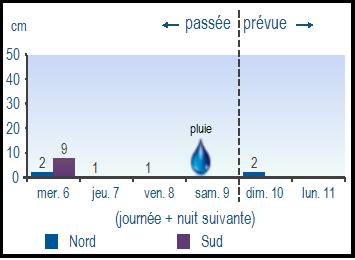 ← passée prévue →
cm
50
40
30
20
10
0
pluie
2 9 1 1 2
mer. 6 jeu. 7 ven. 8 sam. 9 dim. 10 lun. 11
(journée + nuit suivante)
Nord Sud